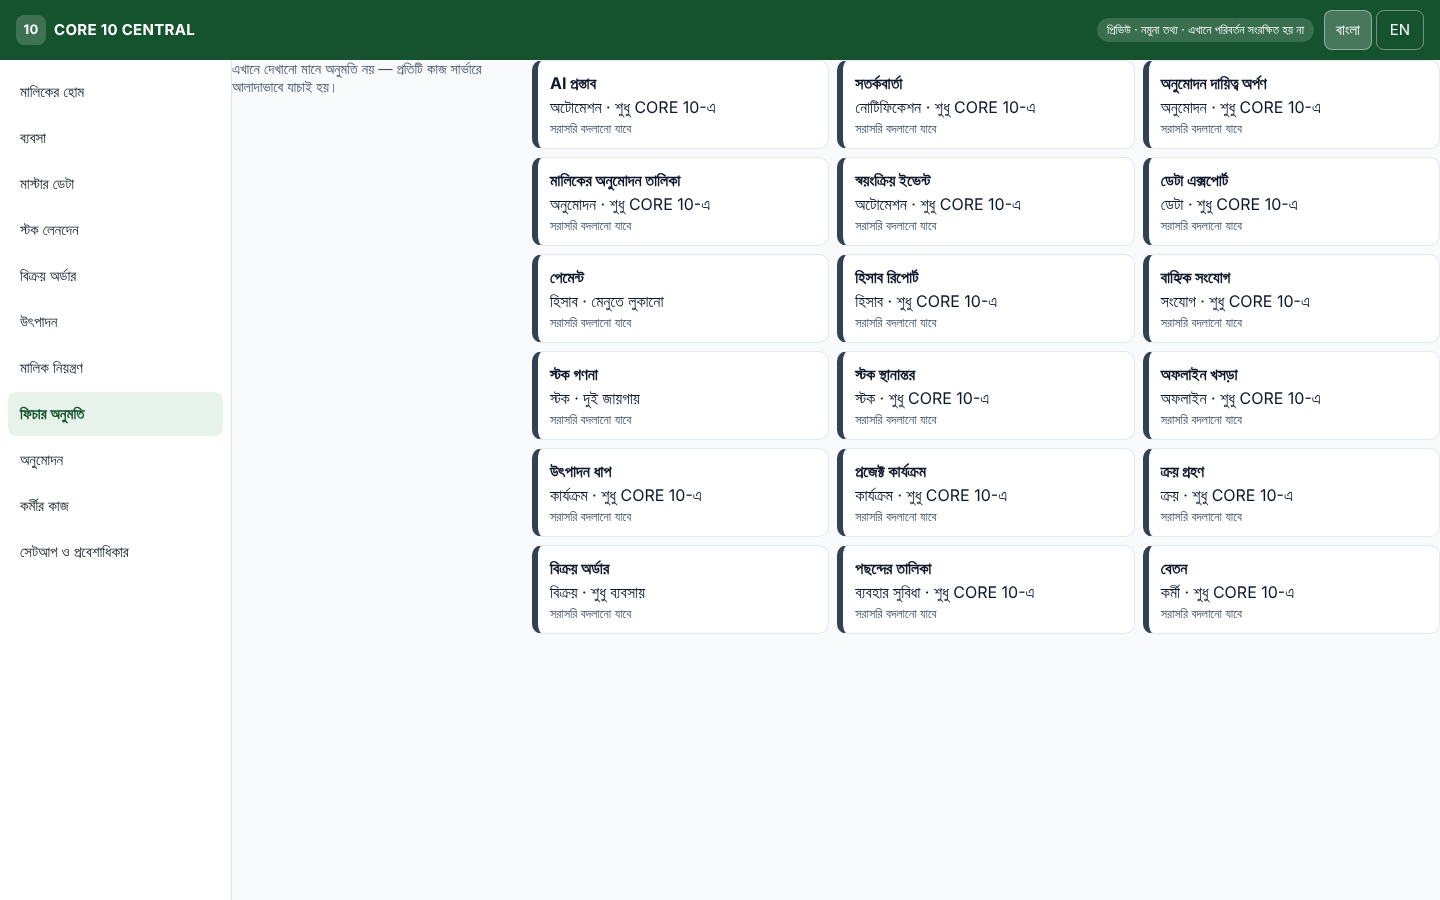 10 CORE 10 CENTRAL
প্রিভিউ · নমুনা তথ্য · এখানে পরিবর্তন সংরক্ষিত হয় না
বাংলা
EN
মালিকের হোম
ব্যবসা
মাস্টার ডেটা
স্টক লেনদেন
বিক্রয় অর্ডার
উৎপাদন
মালিক নিয়ন্ত্রণ
ফিচার অনুমতি
অনুমোদন
কর্মীর কাজ
সেটআপ ও প্রবেশাধিকার
এখানে দেখানো মানে অনুমতি নয় — প্রতিটি কাজ সার্ভারে
আলাদাভাবে যাচাই হয়।
AI প্রস্তাব
অটোমেশন · শুধু CORE 10-এ
সরাসরি বদলানো যাবে
সতর্কবার্তা
নোটিফিকেশন · শুধু CORE 10-এ
সরাসরি বদলানো যাবে
অনুমোদন দায়িত্ব অর্পণ
অনুমোদন · শুধু CORE 10-এ
সরাসরি বদলানো যাবে
মালিকের অনুমোদন তালিকা
অনুমোদন · শুধু CORE 10-এ
সরাসরি বদলানো যাবে
স্বয়ংক্রিয় ইভেন্ট
অটোমেশন · শুধু CORE 10-এ
সরাসরি বদলানো যাবে
ডেটা এক্সপোর্ট
ডেটা · শুধু CORE 10-এ
সরাসরি বদলানো যাবে
পেমেন্ট
হিসাব · মেনুতে লুকানো
সরাসরি বদলানো যাবে
হিসাব রিপোর্ট
হিসাব · শুধু CORE 10-এ
সরাসরি বদলানো যাবে
বাহ্যিক সংযোগ
সংযোগ · শুধু CORE 10-এ
সরাসরি বদলানো যাবে
স্টক গণনা
স্টক · দুই জায়গায়
সরাসরি বদলানো যাবে
স্টক স্থানান্তর
স্টক · শুধু CORE 10-এ
সরাসরি বদলানো যাবে
অফলাইন খসড়া
অফলাইন · শুধু CORE 10-এ
সরাসরি বদলানো যাবে
উৎপাদন ধাপ
কার্যক্রম · শুধু CORE 10-এ
সরাসরি বদলানো যাবে
প্রজেক্ট কার্যক্রম
কার্যক্রম · শুধু CORE 10-এ
সরাসরি বদলানো যাবে
ক্রয় গ্রহণ
ক্রয় · শুধু CORE 10-এ
সরাসরি বদলানো যাবে
বিক্রয় অর্ডার
বিক্রয় · শুধু ব্যবসায়
সরাসরি বদলানো যাবে
পছন্দের তালিকা
ব্যবহার সুবিধা · শুধু CORE 10-এ
সরাসরি বদলানো যাবে
বেতন
কর্মী · শুধু CORE 10-এ
সরাসরি বদলানো যাবে